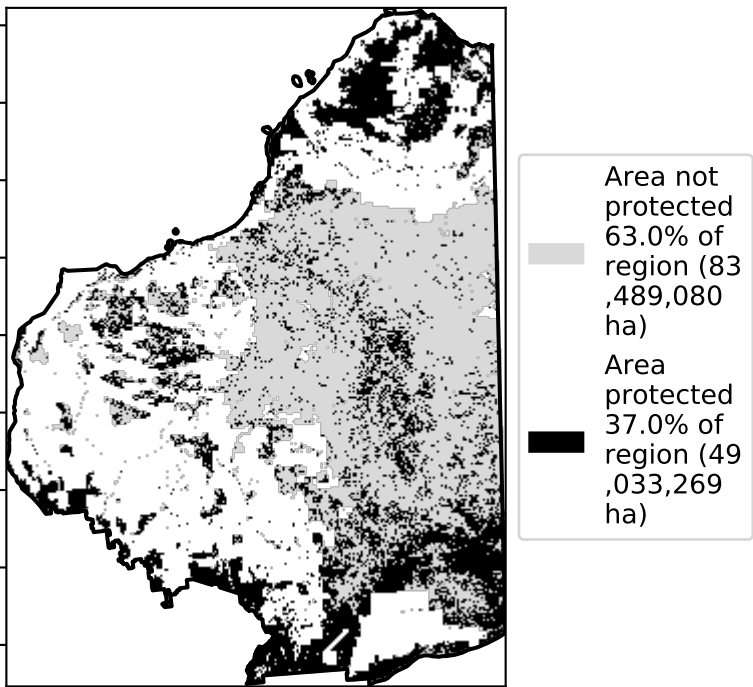 Area not
protected
63.0% of
region (83
,489,080
ha)
Area
protected
37.0% of
region (49
,033,269
ha)